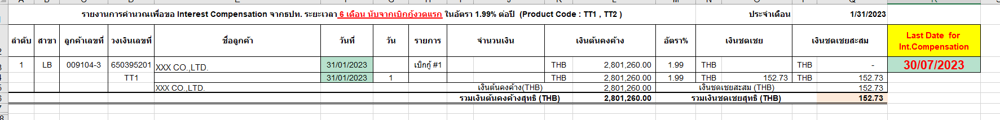 รายงานการคำนวณเพื่อขอ Interest Compensation จากธปท. ระยะเวลา 6 เดือน นับจากเบิกกู้งวดแรก ในอัตรา 1.99% ต่อปี (Product Code : TT1 , TT2 ) ประจำเดือน 1/31/2023
ลำดับ สาขา ลูกค้าเลขที่ วงเงินเลขที่ ชื่อลูกค้า วันที่ วัน รายการ จำนวนเงิน เงินต้นคงค้าง อัตรา% เงินชดเชย เงินชดเชยสะสม Last Date for Int.Compensation
1 LB 009104-3 650395201 XXX CO.,LTD. 31/01/2023 เบิกกู้ #1 THB 2,801,260.00 1.99 THB THB - 30/07/2023
TT1 31/01/2023 1 THB 2,801,260.00 1.99 THB 152.73 THB 152.73
XXX CO.,LTD. เงินต้นคงค้าง(THB) 2,801,260.00 เงินชดเชยสะสม (THB) 152.73
รวมเงินต้นคงค้างสุทธิ (THB) 2,801,260.00 รวมเงินชดเชยสุทธิ (THB) 152.73